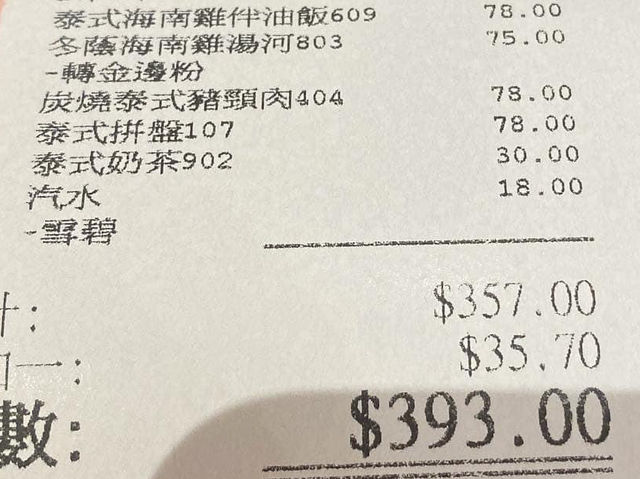 泰式海南雞伴油飯609 78.00
冬蔭海南雞湯河803 75.00
-轉金邊粉
炭燒泰式豬頸肉404 78.00
泰式拼盤107 78.00
泰式奶茶902 30.00
汽水 18.00
-雪碧
計: $357.00
加一: $35.70
數: $393.00